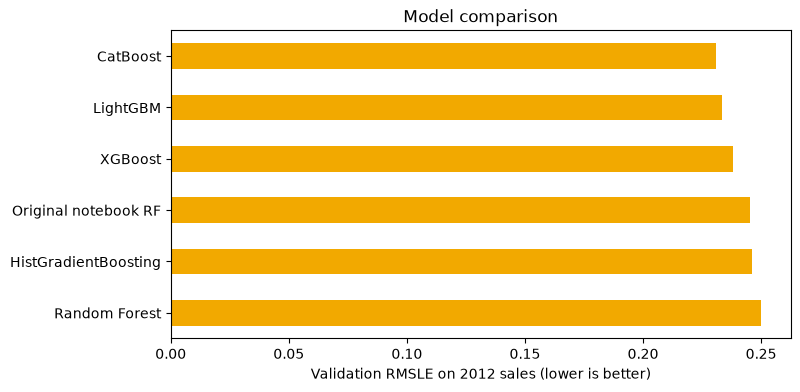 Model comparison
CatBoost
LightGBM
XGBoost
Original notebook RF
HistGradientBoosting
Random Forest
0.00 0.05 0.10 0.15 0.20 0.25
Validation RMSLE on 2012 sales (lower is better)